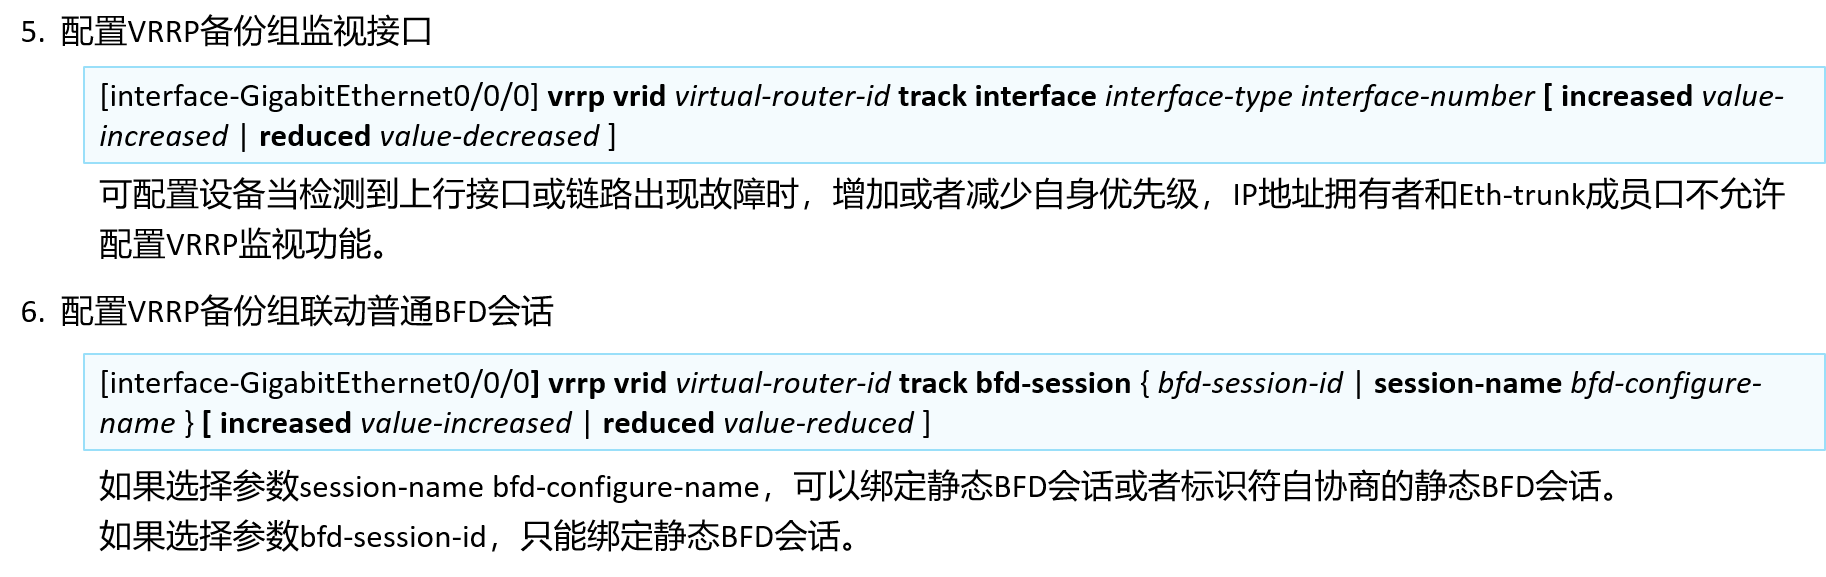 5. 配置VRRP备份组监视接口
[interface-GigabitEthernet0/0/0] vrrp vrid virtual-router-id track interface interface-type interface-number [ increased value-
increased | reduced value-decreased ]
可配置设备当检测到上行接口或链路出现故障时，增加或者减少自身优先级，IP地址拥有者和Eth-trunk成员口不允许
配置VRRP监视功能。
6. 配置VRRP备份组联动普通BFD会话
[interface-GigabitEthernet0/0/0] vrrp vrid virtual-router-id track bfd-session { bfd-session-id | session-name bfd-configure-
name } [ increased value-increased | reduced value-reduced ]
如果选择参数session-name bfd-configure-name，可以绑定静态BFD会话或者标识符自协商的静态BFD会话。
如果选择参数bfd-session-id，只能绑定静态BFD会话。